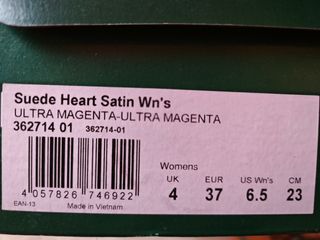 Suede Heart Satin Wn's
ULTRA MAGENTA-ULTRA MAGENTA
362714 01 362714-01
Womens
UK EUR US Wn's CM
4 37 6.5 23
4 057826 746922
EAN-13 Made in Vietnam